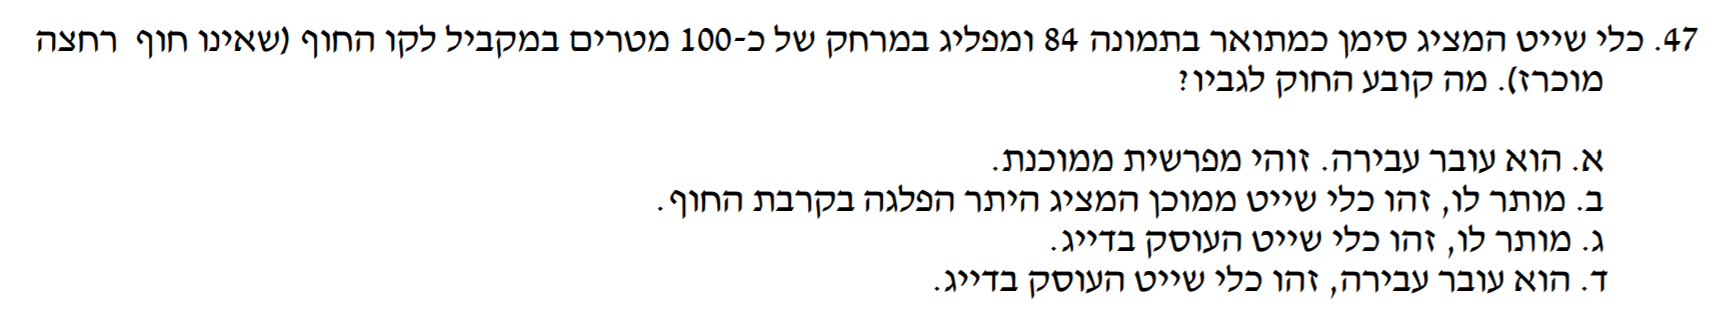 47. כלי שייט המציג סימן כמתואר בתמונה 84 ומפליג במרחק של כ-100 מטרים במקביל לקו החוף (שאינו חוף רחצה
מוכרז). מה קובע החוק לגביו?
א. הוא עובר עבירה. זוהי מפרשית ממוכנת.
ב. מותר לו, זהו כלי שייט ממוכן המציג היתר הפלגה בקרבת החוף.
ג. מותר לו, זהו כלי שייט העוסק בדייג.
ד. הוא עובר עבירה, זהו כלי שייט העוסק בדייג.